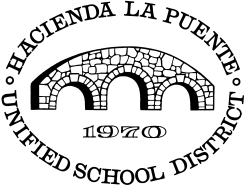 HACIENDA LA PUENTE
1970
UNIFIED SCHOOL DISTRICT